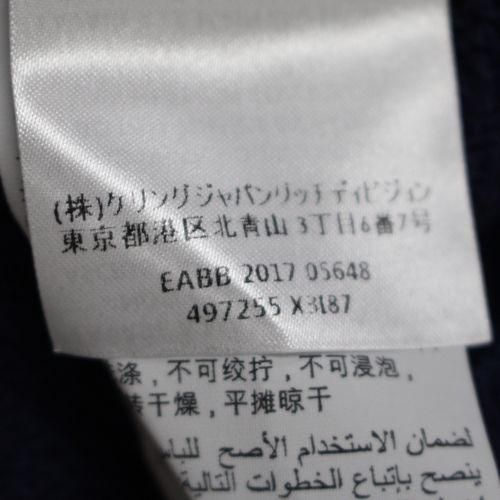 (株)ケリングジャパンリッチディビジョン
東京都港区北青山3丁目6番7号
EABB 2017 05648
497255 X3I87
涤,不可绞拧,不可浸泡,
转干燥,平摊晾干
لضمان الاستخدام الأصح
ينصح بإتباع الخطوات التالية